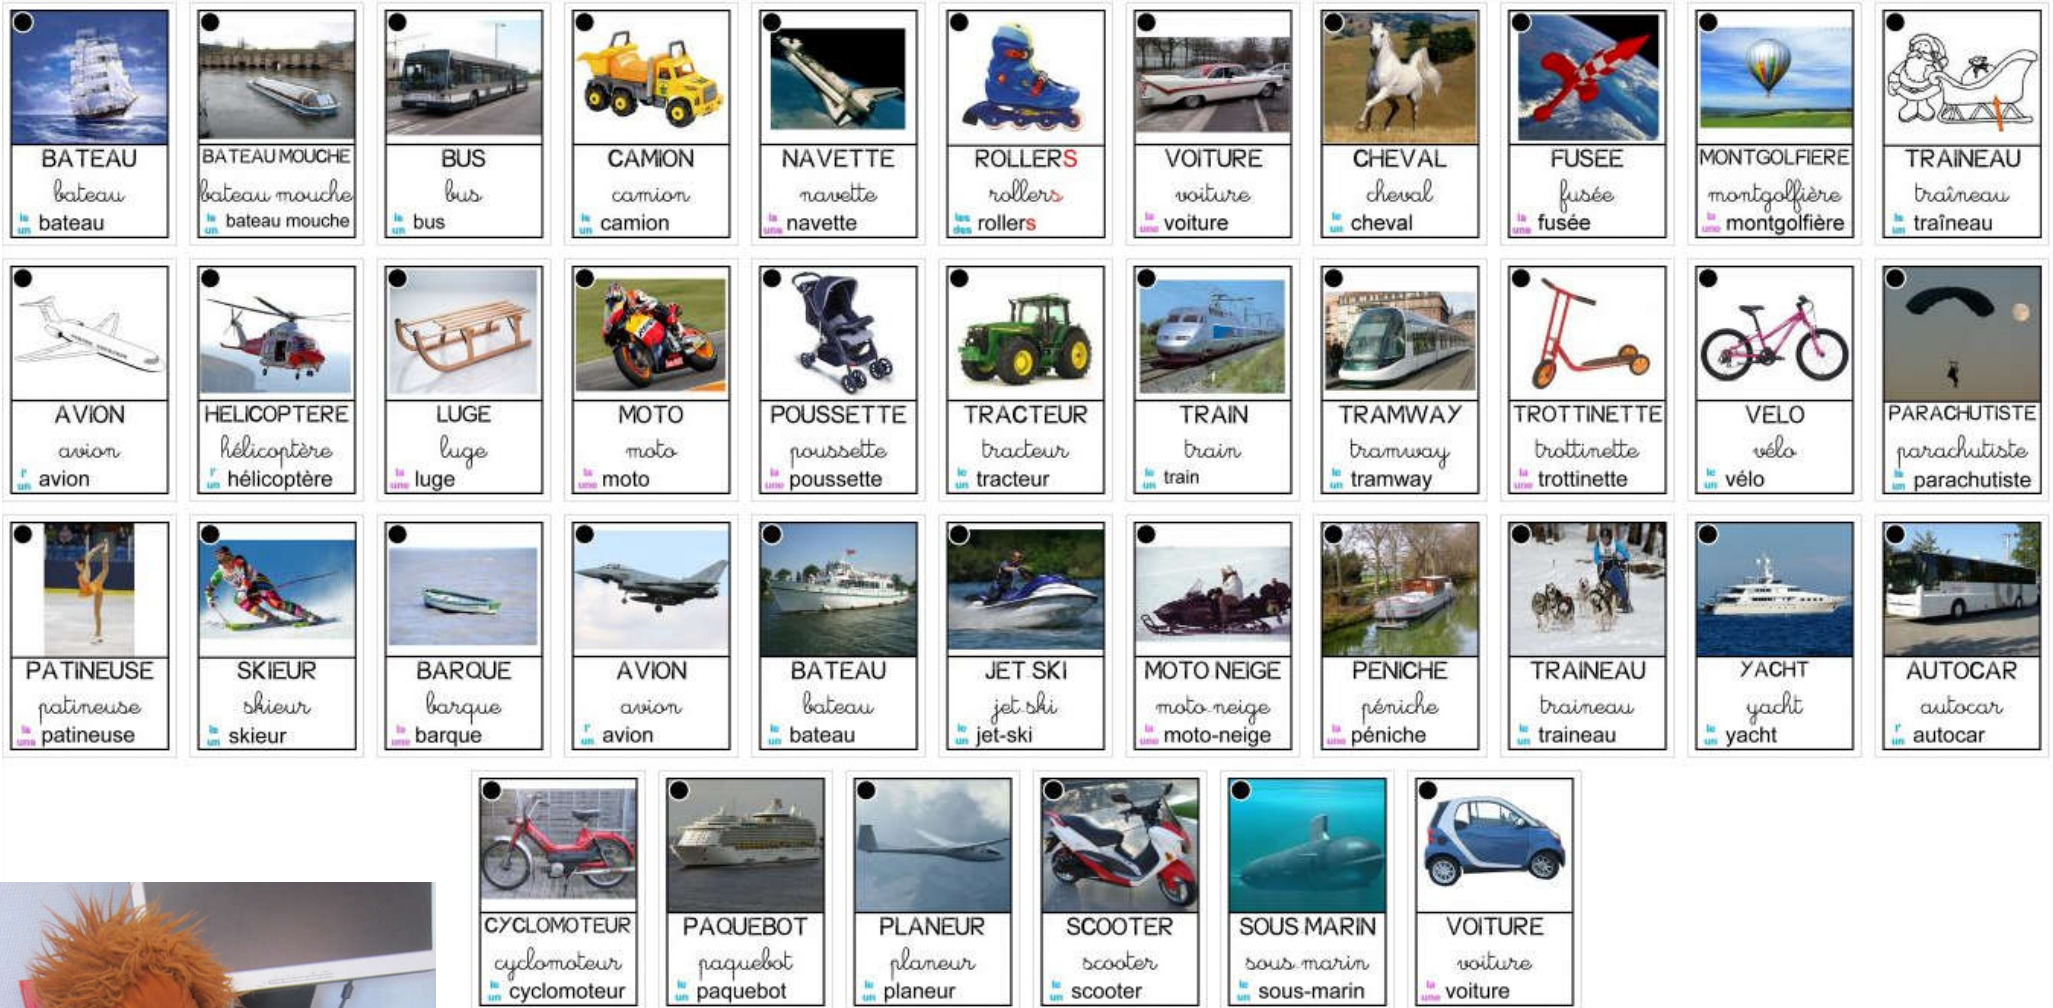 BATEAU
bateau
le
un bateau
BATEAU MOUCHE
bateau mouche
le
un bateau mouche
BUS
bus
le
un bus
CAMION
camion
le
un camion
NAVETTE
navette
la
une navette
ROLLERS
rollers
les
des rollers
VOITURE
voiture
la
une voiture
CHEVAL
cheval
le
un cheval
FUSEE
fusée
la
une fusée
MONTGOLFIERE
montgolfière
la
une montgolfière
TRAINEAU
traîneau
le
un traîneau
AVION
avion
l'
un avion
HELICOPTERE
hélicoptère
l'
un hélicoptère
LUGE
luge
la
une luge
MOTO
moto
la
une moto
POUSSETTE
poussette
la
une poussette
TRACTEUR
tracteur
le
un tracteur
TRAIN
train
le
un train
TRAMWAY
tramway
le
un tramway
TROTTINETTE
trottinette
la
une trottinette
VELO
vélo
le
un vélo
PARACHUTISTE
parachutiste
le
un parachutiste
PATINEUSE
patineuse
la
une patineuse
SKIEUR
skieur
le
un skieur
BARQUE
barque
la
une barque
AVION
avion
l'
un avion
BATEAU
bateau
le
un bateau
JET SKI
jet-ski
le
un jet-ski
MOTO NEIGE
moto-neige
la
une moto-neige
PENICHE
péniche
la
une péniche
TRAINEAU
traineau
le
un traineau
YACHT
yacht
le
un yacht
AUTOCAR
autocar
l'
un autocar
CYCLOMOTEUR
cyclomoteur
le
un cyclomoteur
PAQUEBOT
paquebot
le
un paquebot
PLANEUR
planeur
le
un planeur
SCOOTER
scooter
le
un scooter
SOUS MARIN
sous-marin
le
un sous-marin
VOITURE
voiture
la
une voiture